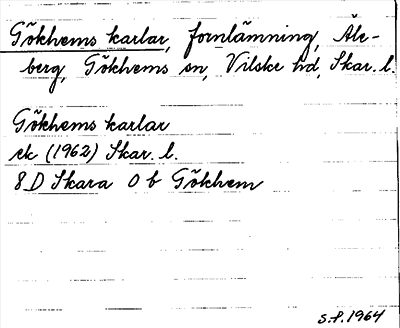 Gökhems karlar, fornlämning, Åle-
berg, Gökhems sn, Vilske hd, Skar. l.
Gökhems karlar
ek (1962) Skar. l.
8 D Skara 0 b Gökhem
S.P. 1964